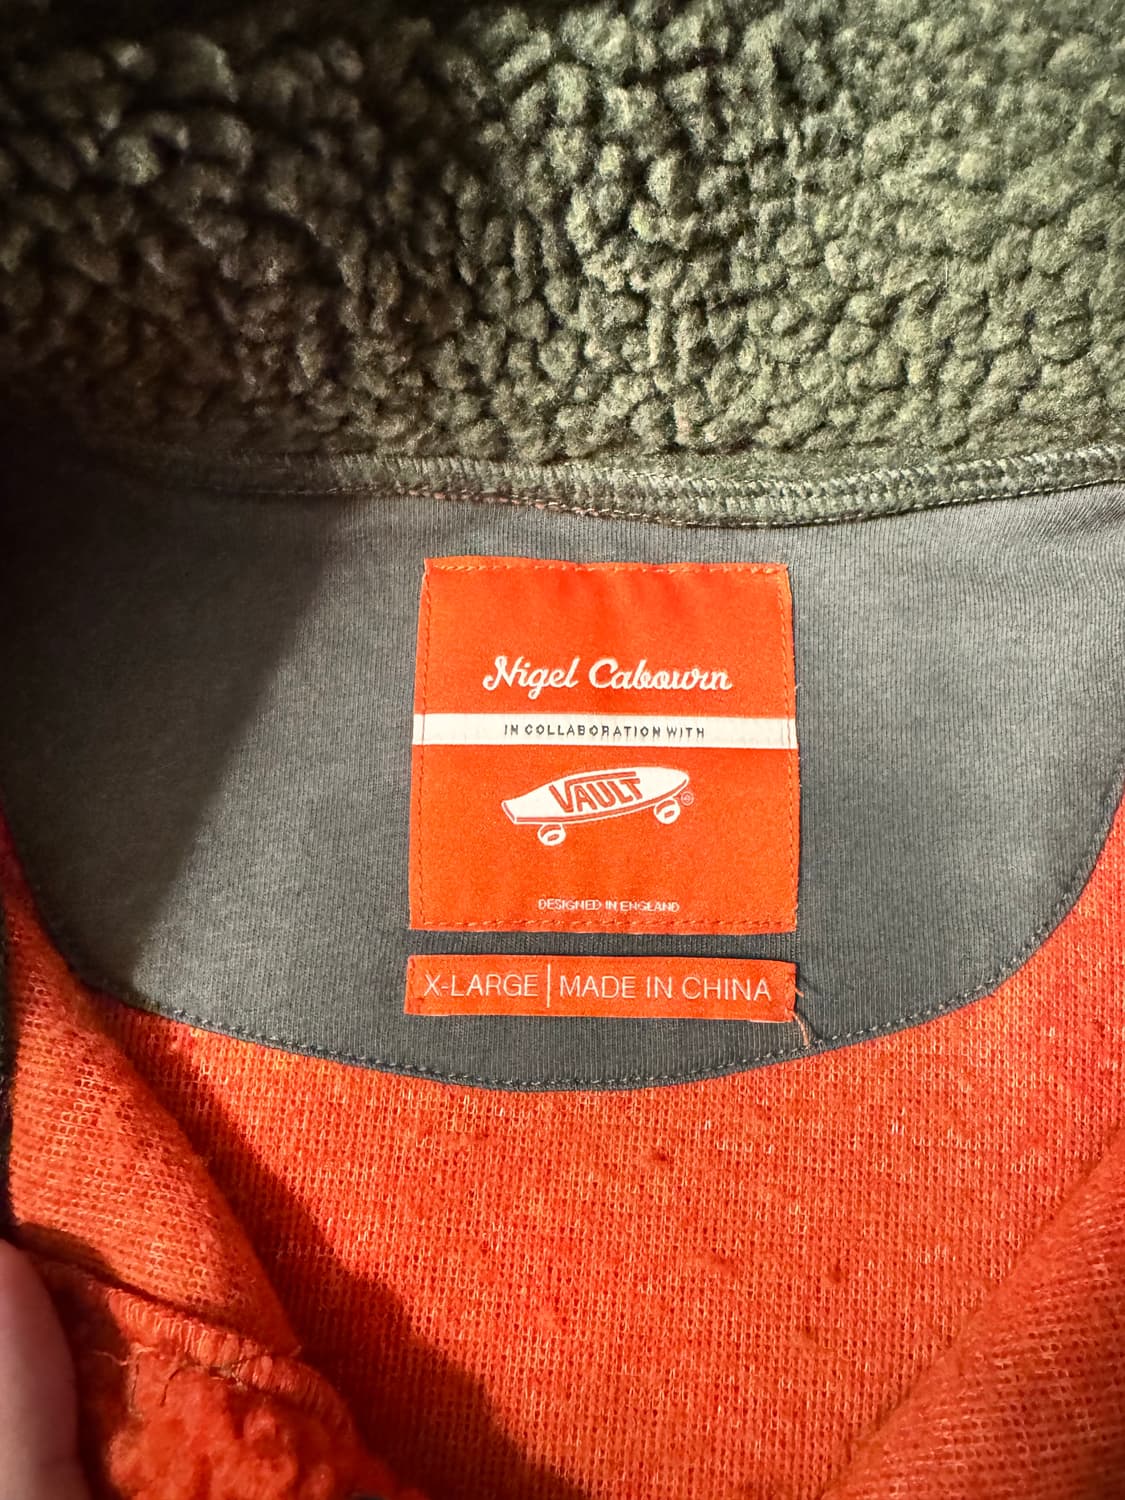 Nigel Cabourn
IN COLLABORATION WITH
VAULT
DESIGNED IN ENGLAND
X-LARGE | MADE IN CHINA